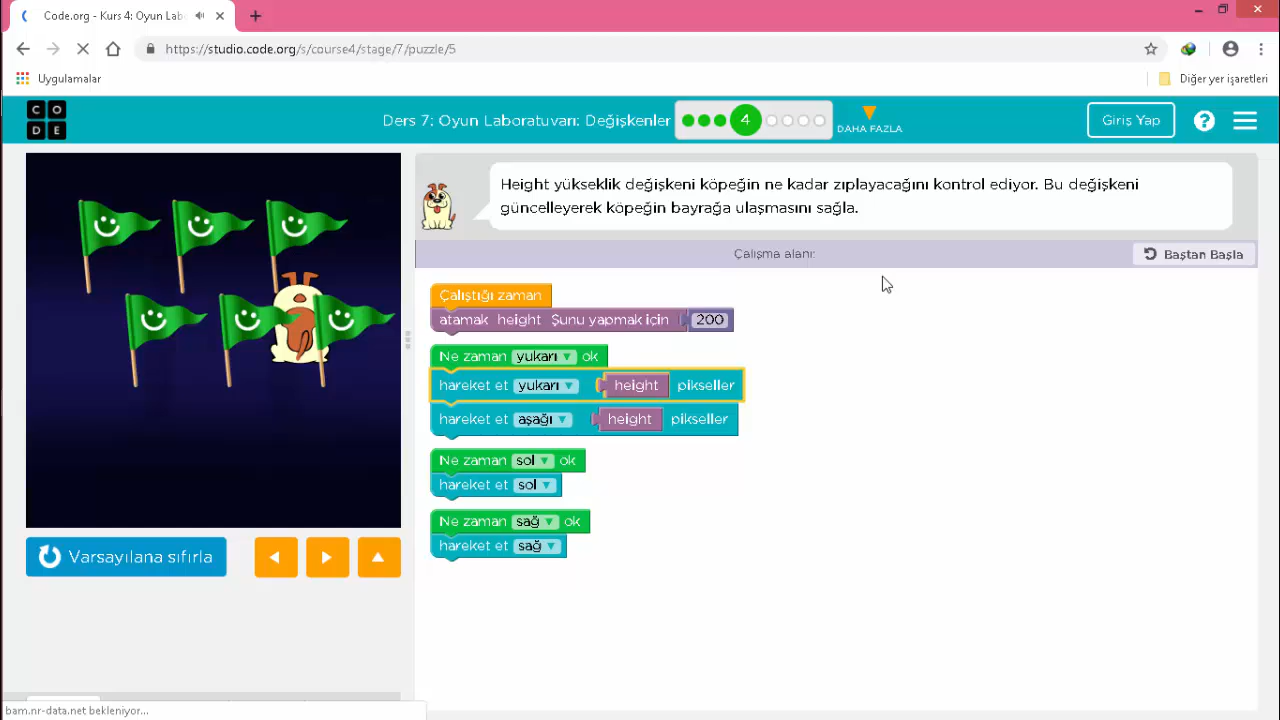 Code.org - Kurs 4: Oyun Lab
https://studio.code.org/s/course4/stage/7/puzzle/5
Uygulamalar
Diğer yer işaretleri
C O D E
Ders 7: Oyun Laboratuvarı: Değişkenler
4
DAHA FAZLA
Giriş Yap
?
Height yükseklik değişkeni köpeğin ne kadar zıplayacağını kontrol ediyor. Bu değişkeni
güncelleyerek köpeğin bayrağa ulaşmasını sağla.
Çalışma alanı:
Baştan Başla
Çalıştığı zaman
atamak height Şunu yapmak için 200
Ne zaman yukarı ok
hareket et yukarı height pikseller
hareket et aşağı height pikseller
Ne zaman sol ok
hareket et sol
Ne zaman sağ ok
hareket et sağ
Varsayılana sıfırla
bam.nr-data.net bekleniyor...